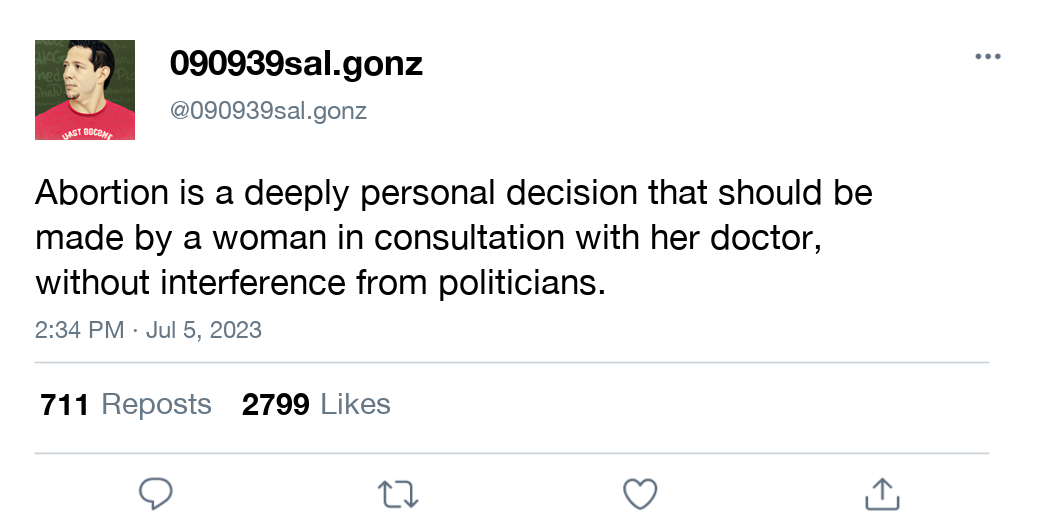 090939sal.gonz
@090939sal.gonz
Abortion is a deeply personal decision that should be
made by a woman in consultation with her doctor,
without interference from politicians.
2:34 PM · Jul 5, 2023
711 Reposts 2799 Likes